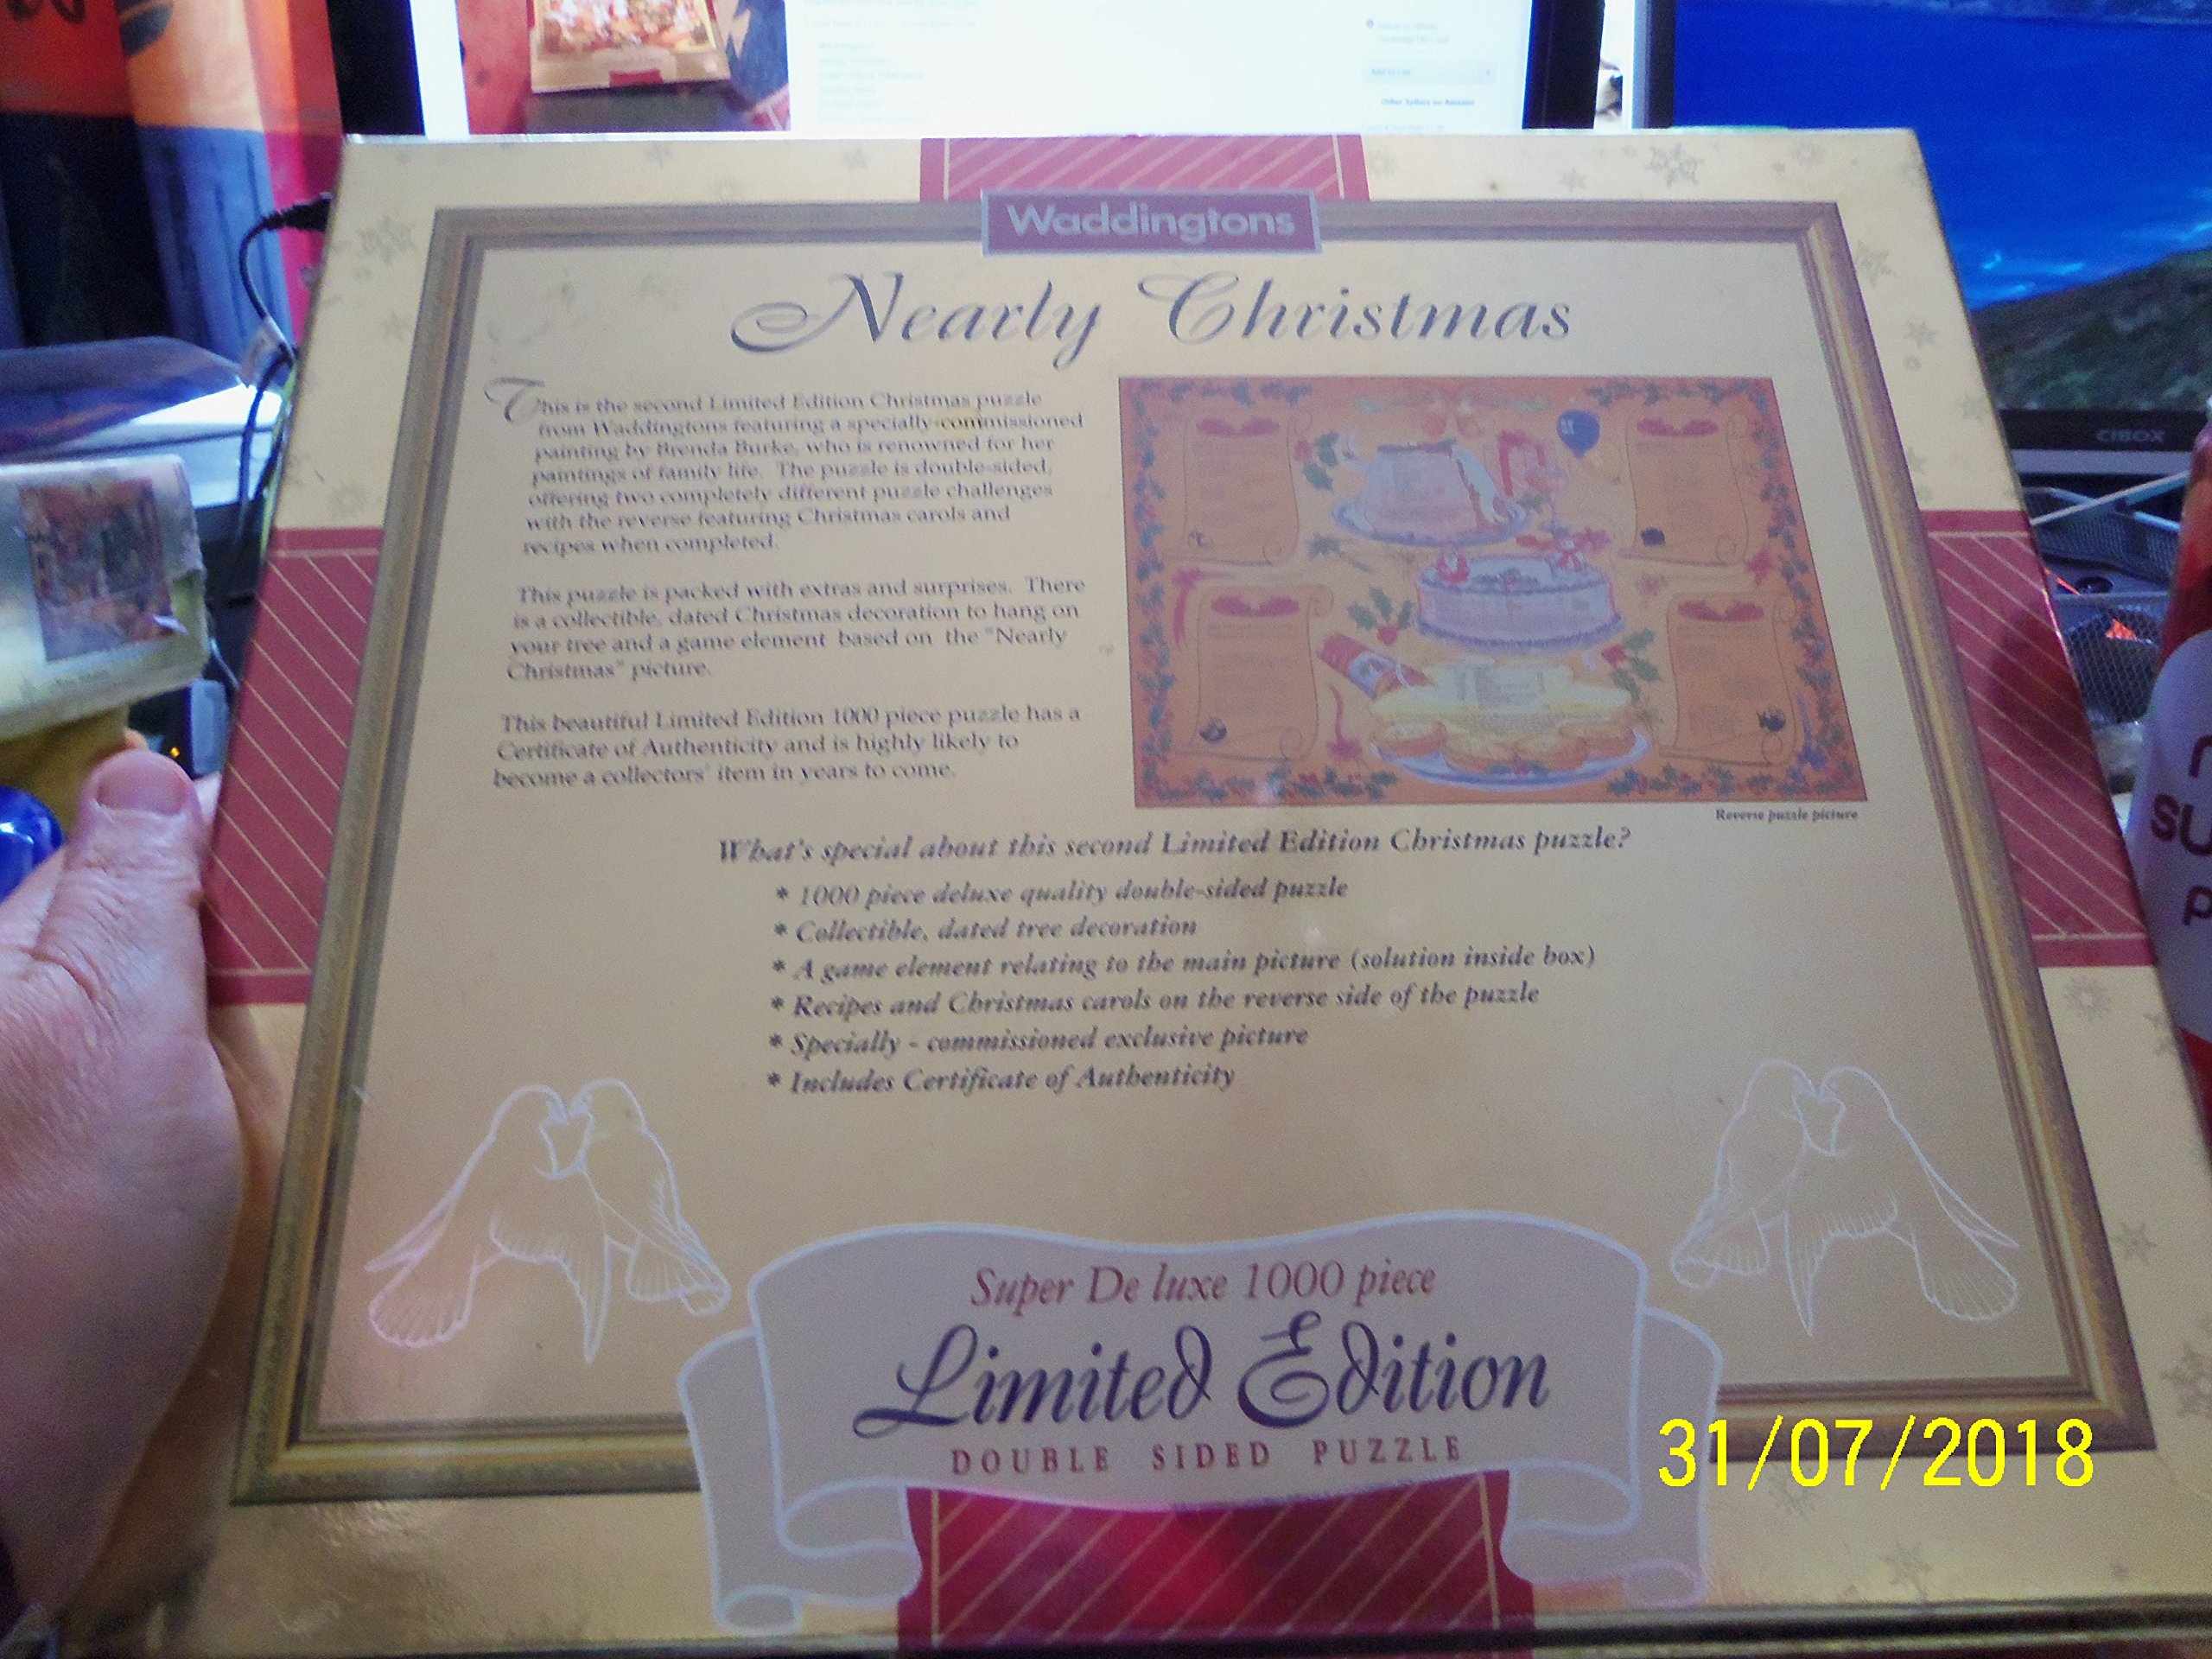 Other Sellers on Amazon
Waddingtons
Nearly Christmas
This is the second Limited Edition Christmas puzzle
from Waddingtons featuring a specially-commissioned
painting by Brenda Burke, who is renowned for her
paintings of family life. The puzzle is double-sided,
offering two completely different puzzle challenges
with the reverse featuring Christmas carols and
recipes when completed.
This puzzle is packed with extras and surprises. There
is a collectible, dated Christmas decoration to hang on
your tree and a game element based on the "Nearly
Christmas" picture.
This beautiful Limited Edition 1000 piece puzzle has a
Certificate of Authenticity and is highly likely to
become a collectors' item in years to come.
Reverse puzzle picture
What's special about this second Limited Edition Christmas puzzle?
* 1000 piece deluxe quality double-sided puzzle
* Collectible, dated tree decoration
* A game element relating to the main picture (solution inside box)
* Recipes and Christmas carols on the reverse side of the puzzle
* Specially - commissioned exclusive picture
* Includes Certificate of Authenticity
Super De luxe 1000 piece
Limited Edition
DOUBLE SIDED PUZZLE
CIBOX
SU
P
31/07/2018